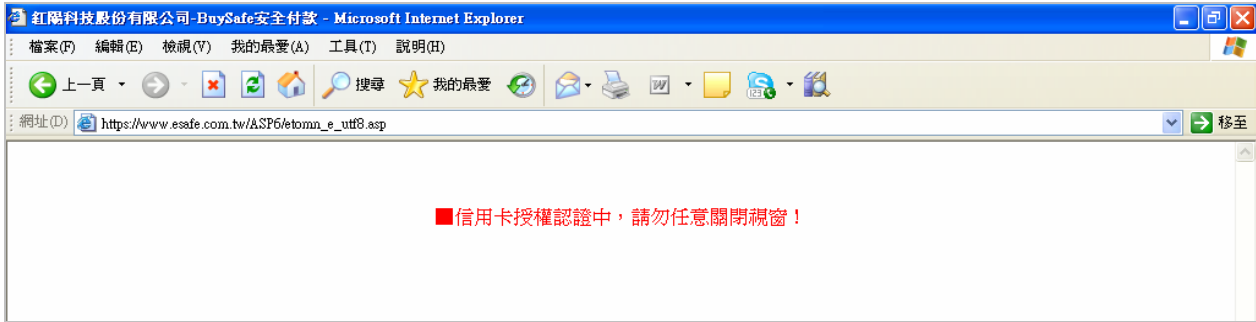 紅陽科技股份有限公司-BuySafe安全付款 - Microsoft Internet Explorer
檔案(F) 編輯(E) 檢視(V) 我的最愛(A) 工具(T) 說明(H)
上一頁 搜尋 我的最愛
網址(D) https://www.esafe.com.tw/ASP6/etomn_e_utf8.asp 移至
■信用卡授權認證中，請勿任意關閉視窗！